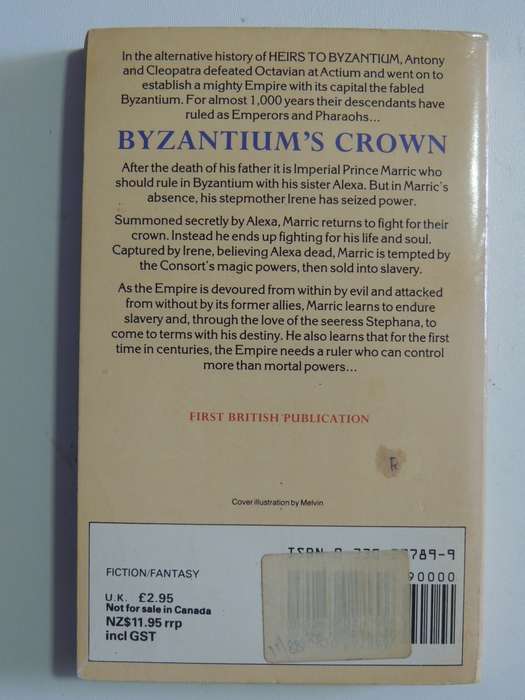 In the alternative history of HEIRS TO BYZANTIUM, Antony
and Cleopatra defeated Octavian at Actium and went on to
establish a mighty Empire with its capital the fabled
Byzantium. For almost 1,000 years their descendants have
ruled as Emperors and Pharaohs...
BYZANTIUM'S CROWN
After the death of his father it is Imperial Prince Marric who
should rule in Byzantium with his sister Alexa. But in Marric's
absence, his stepmother Irene has seized power.
Summoned secretly by Alexa, Marric returns to fight for their
crown. Instead he ends up fighting for his life and soul.
Captured by Irene, believing Alexa dead, Marric is tempted by
the Consort's magic powers, then sold into slavery.
As the Empire is devoured from within by evil and attacked
from without by its former allies, Marric learns to endure
slavery and, through the love of the seeress Stephana, to
come to terms with his destiny. He also learns that for the first
time in centuries, the Empire needs a ruler who can control
more than mortal powers...
FIRST BRITISH PUBLICATION
Cover illustration by Melvin
ISBN 789-9
90000
FICTION/FANTASY
U.K. £2.95
Not for sale in Canada
NZ$11.95 rrp
incl GST